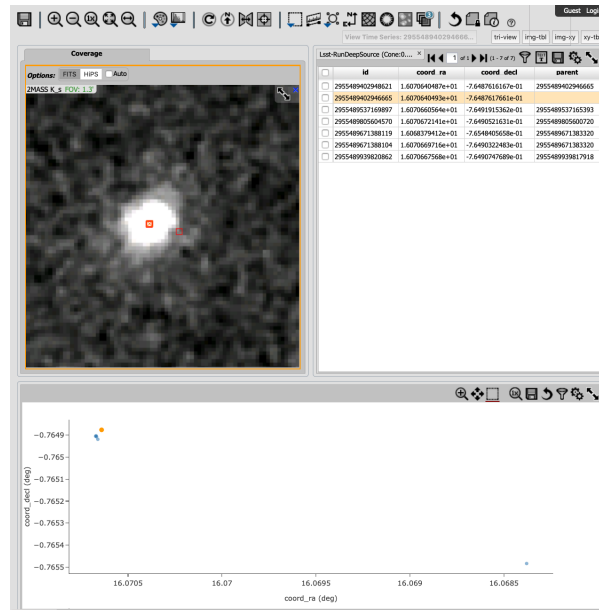 Guest Logi
View Time Series: 295548940294666...
tri-view img-tbl img-xy xy-tb
Coverage
Options: FITS HiPS Auto
2MASS K_s FOV: 1.3'
Lsst-RunDeepSource (Cone:0.... × 1 of 1 (1 - 7 of 7)
id coord_ra coord_decl parent
2955489402948621 1.6070640487e+01 -7.6487616167e-01 2955489402946665
2955489402946665 1.6070640493e+01 -7.6487617661e-01
2955489537169897 1.6070660564e+01 -7.6491915362e-01 2955489537165393
2955489805604570 1.6070672141e+01 -7.6490521631e-01 2955489805600720
2955489671388119 1.6068379412e+01 -7.6548405658e-01 2955489671383320
2955489671388104 1.6070669716e+01 -7.6490322483e-01 2955489671383320
2955489939820862 1.6070667568e+01 -7.6490747689e-01 2955489939817918
coord_decl (deg)
−0.7649
−0.765
−0.7651
−0.7652
−0.7653
−0.7654
−0.7655
16.0705 16.07 16.0695 16.069 16.0685
coord_ra (deg)